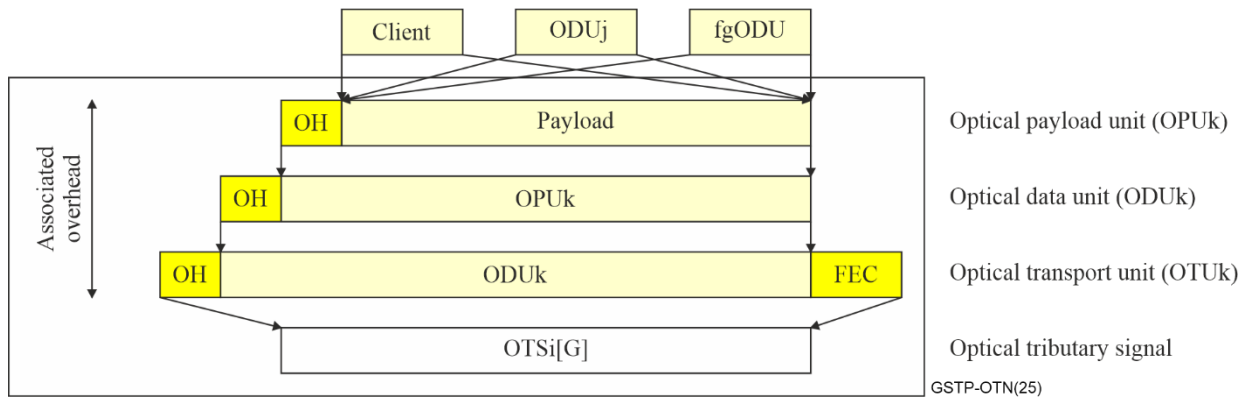 Client
ODUj
fgODU
OH
Payload
Optical payload unit (OPUk)
Associated
overhead
OH
OPUk
Optical data unit (ODUk)
OH
ODUk
FEC
Optical transport unit (OTUk)
OTSi[G]
Optical tributary signal
GSTP-OTN(25)